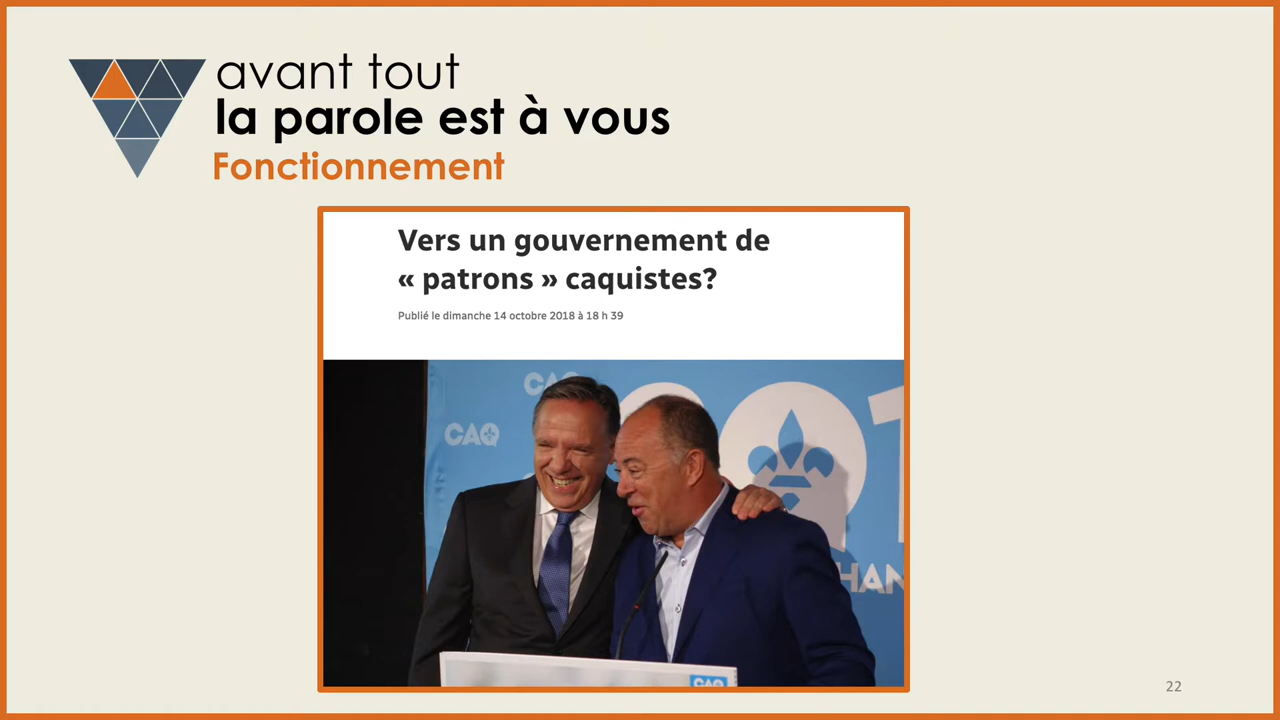 avant tout
la parole est à vous
Fonctionnement
Vers un gouvernement de
« patrons » caquistes?
Publié le dimanche 14 octobre 2018 à 18 h 39
CAQ
CAQ
CAQ
22